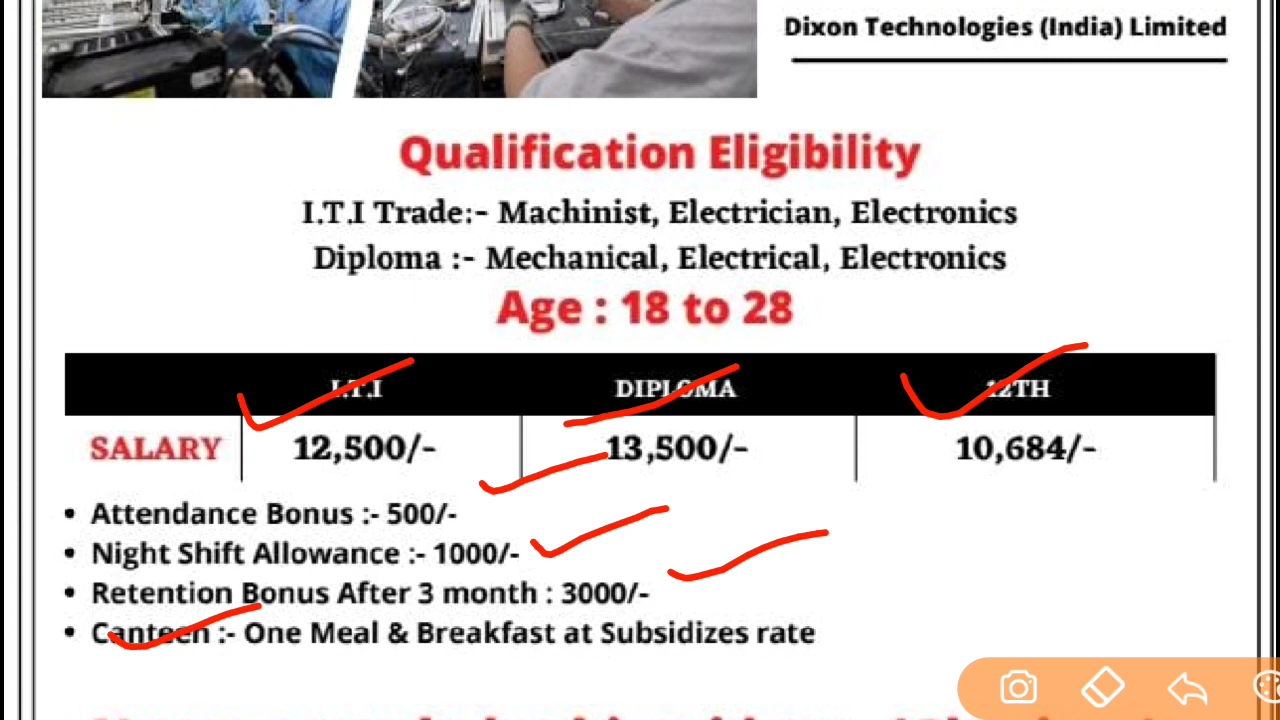 Dixon Technologies (India) Limited
Qualification Eligibility
I.T.I Trade:- Machinist, Electrician, Electronics
Diploma :- Mechanical, Electrical, Electronics
Age : 18 to 28
I.T.I DIPLOMA 12TH
SALARY 12,500/- 13,500/- 10,684/-
• Attendance Bonus :- 500/-
• Night Shift Allowance :- 1000/-
• Retention Bonus After 3 month : 3000/-
• Canteen :- One Meal & Breakfast at Subsidizes rate